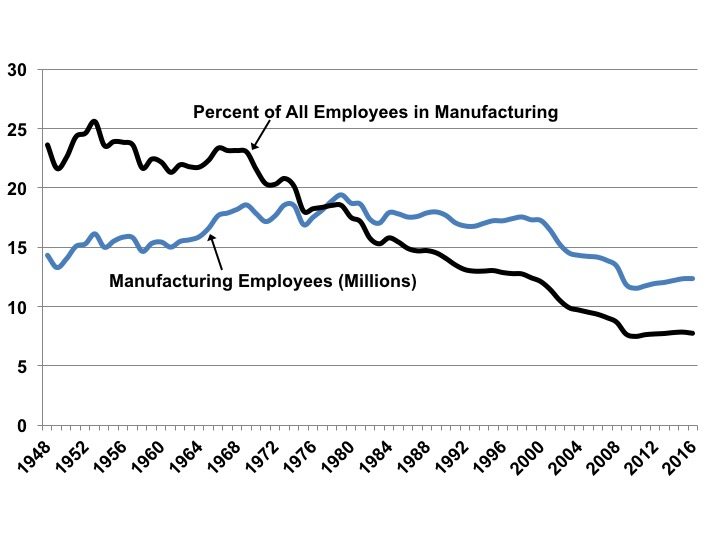 30
Percent of All Employees in Manufacturing
25
20
15
Manufacturing Employees (Millions)
10
5
0
1948 1952 1956 1960 1964 1968 1972 1976 1980 1984 1988 1992 1996 2000 2004 2008 2012 2016